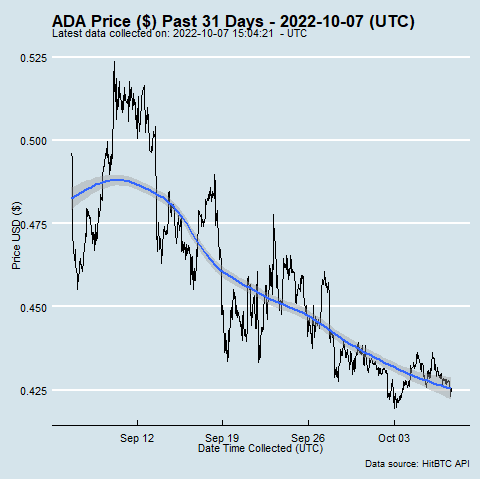 ADA Price ($) Past 31 Days - 2022-10-07 (UTC)
Latest data collected on: 2022-10-07 15:04:21  - UTC
0.525
0.500
0.475
0.450
0.425
Price USD ($)
Sep 12
Sep 19
Sep 26
Oct 03
Date Time Collected (UTC)
Data source: HitBTC API